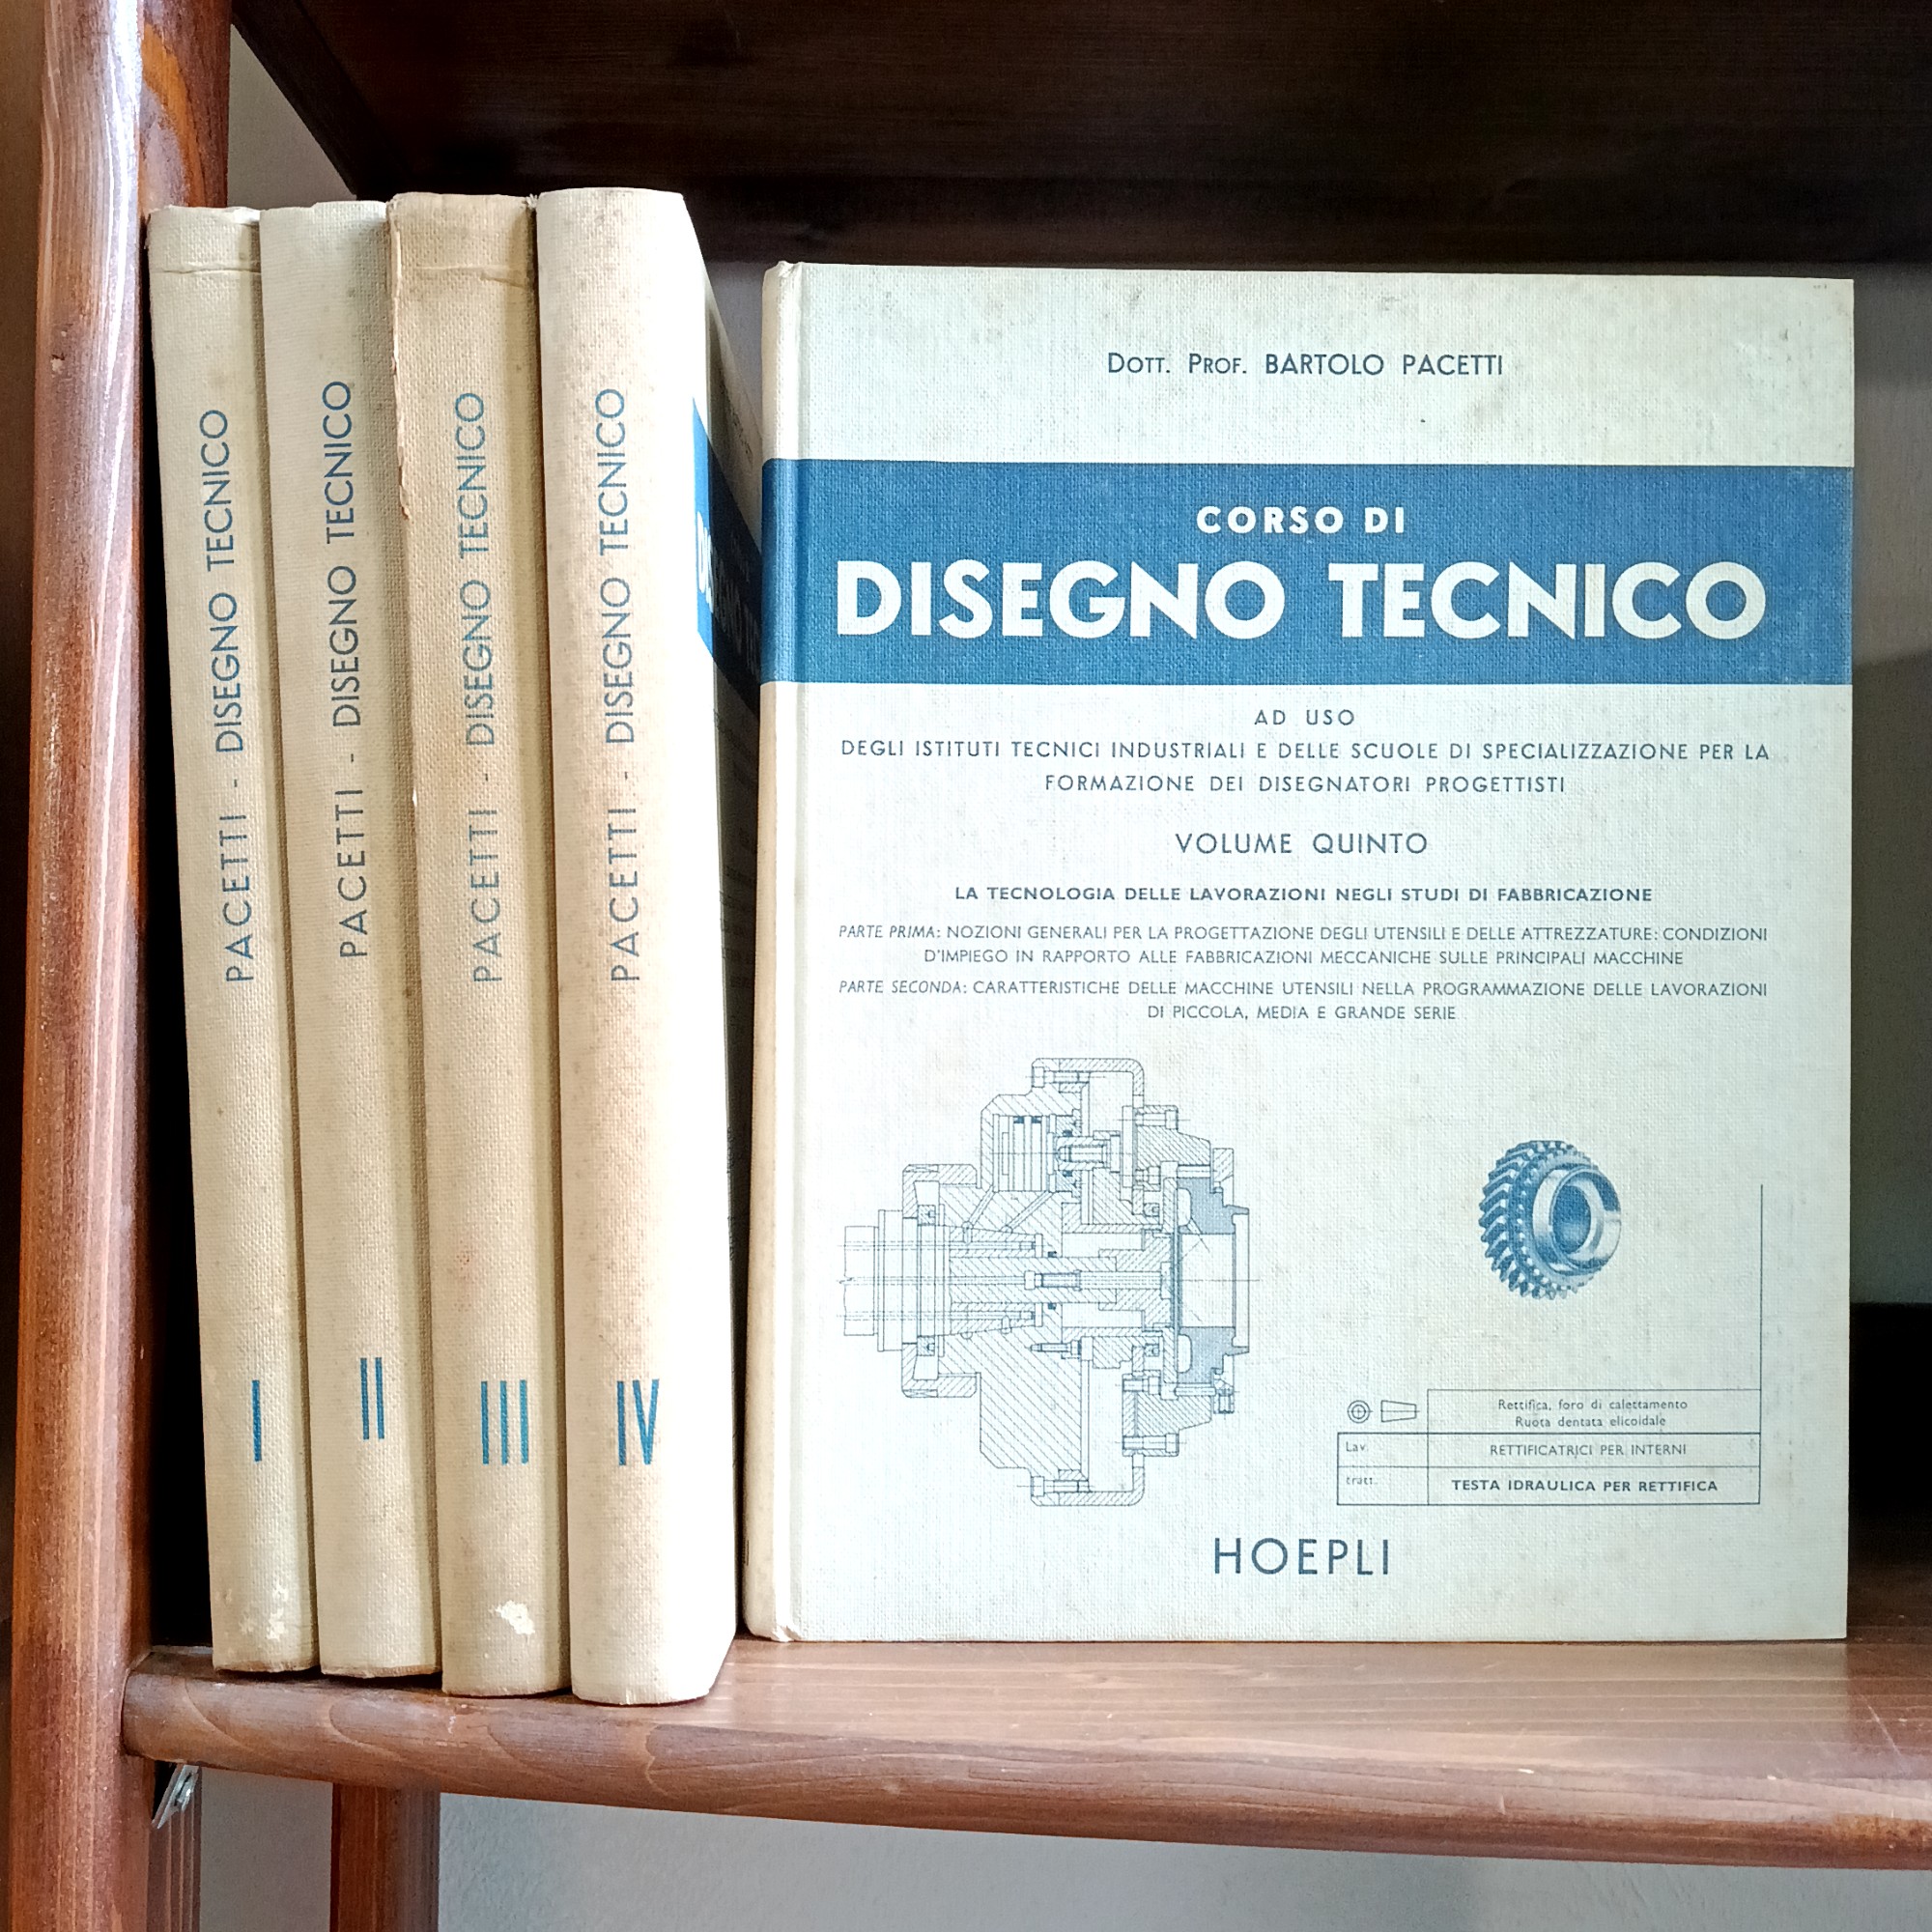 PACETTI - DISEGNO TECNICO
I
PACETTI - DISEGNO TECNICO
II
PACETTI - DISEGNO TECNICO
III
PACETTI - DISEGNO TECNICO
IV
DOTT. PROF. BARTOLO PACETTI
CORSO DI
DISEGNO TECNICO
AD USO
DEGLI ISTITUTI TECNICI INDUSTRIALI E DELLE SCUOLE DI SPECIALIZZAZIONE PER LA
FORMAZIONE DEI DISEGNATORI PROGETTISTI
VOLUME QUINTO
LA TECNOLOGIA DELLE LAVORAZIONI NEGLI STUDI DI FABBRICAZIONE
PARTE PRIMA: NOZIONI GENERALI PER LA PROGETTAZIONE DEGLI UTENSILI E DELLE ATTREZZATURE: CONDIZIONI
D'IMPIEGO IN RAPPORTO ALLE FABBRICAZIONI MECCANICHE SULLE PRINCIPALI MACCHINE
PARTE SECONDA: CARATTERISTICHE DELLE MACCHINE UTENSILI NELLA PROGRAMMAZIONE DELLE LAVORAZIONI
DI PICCOLA, MEDIA E GRANDE SERIE
Rettifica, foro di calettamento
Ruota dentata elicoidale
Lav. RETTIFICATRICI PER INTERNI
tratt. TESTA IDRAULICA PER RETTIFICA
HOEPLI